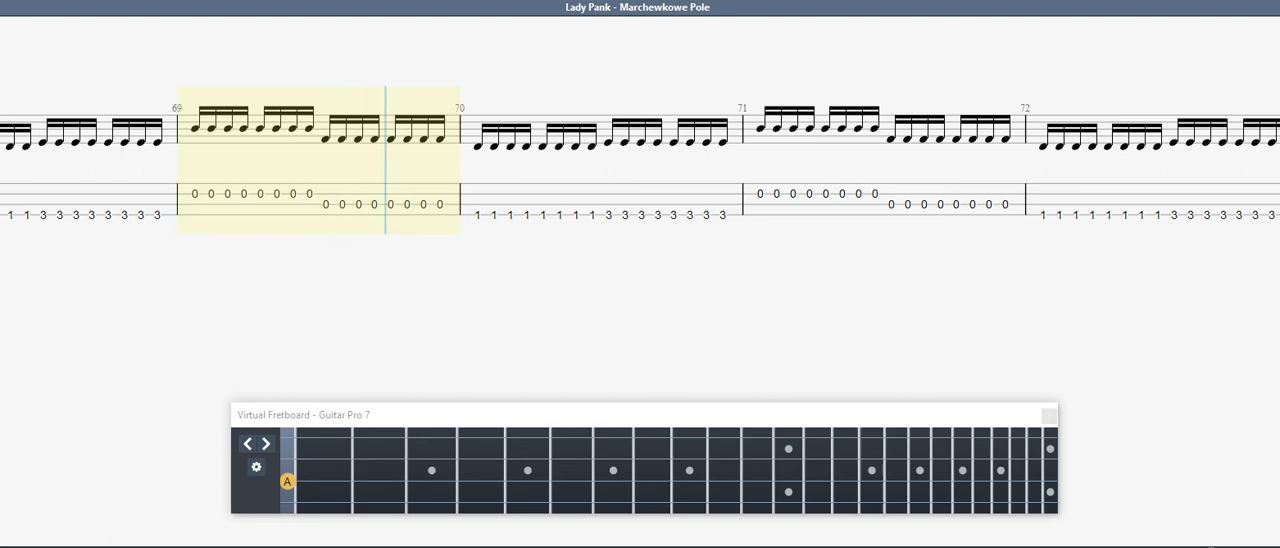 Lady Pank - Marchewkowe Pole
69 70 71 72
0 0 0 0 0 0 0 0 0 0 0 0 0 0 0 0
0 0 0 0 0 0 0 0 0 0 0 0 0 0 0 0
1 1 3 3 3 3 3 3 3 3 1 1 1 1 1 1 1 1 3 3 3 3 3 3 3 3 1 1 1 1 1 1 1 1 3 3 3 3 3 3 3
Virtual Fretboard - Guitar Pro 7
A